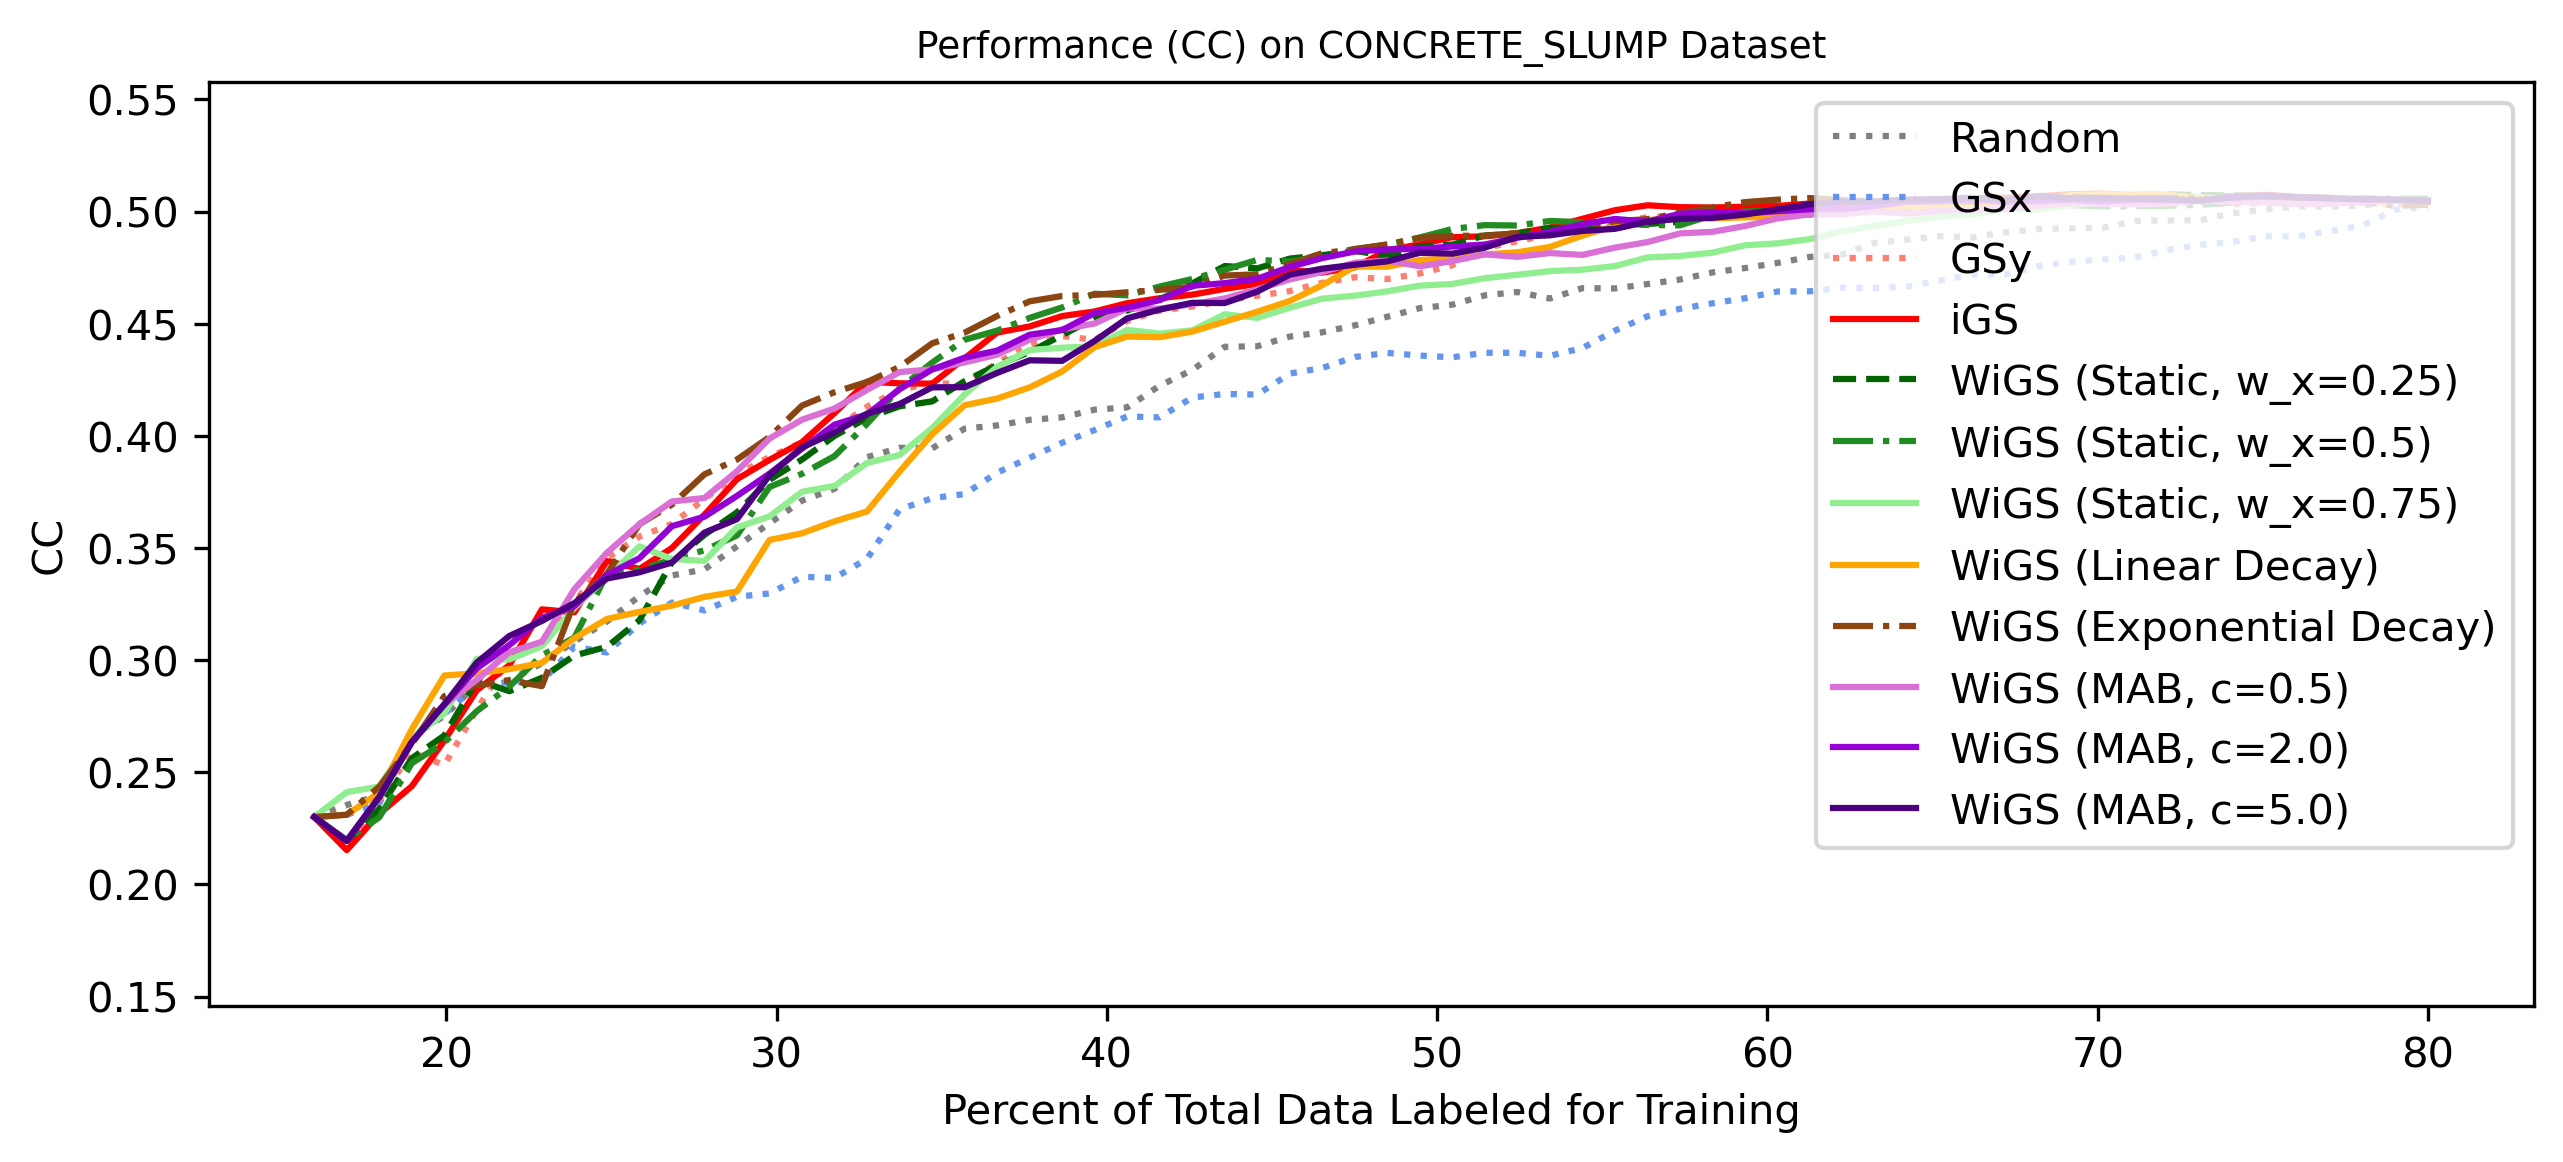 Performance (CC) on CONCRETE_SLUMP Dataset
0.55
0.50
0.45
0.40
0.35
0.30
0.25
0.20
0.15
CC
20 30 40 50 60 70 80
Percent of Total Data Labeled for Training
Random
GSx
GSy
iGS
WiGS (Static, w_x=0.25)
WiGS (Static, w_x=0.5)
WiGS (Static, w_x=0.75)
WiGS (Linear Decay)
WiGS (Exponential Decay)
WiGS (MAB, c=0.5)
WiGS (MAB, c=2.0)
WiGS (MAB, c=5.0)